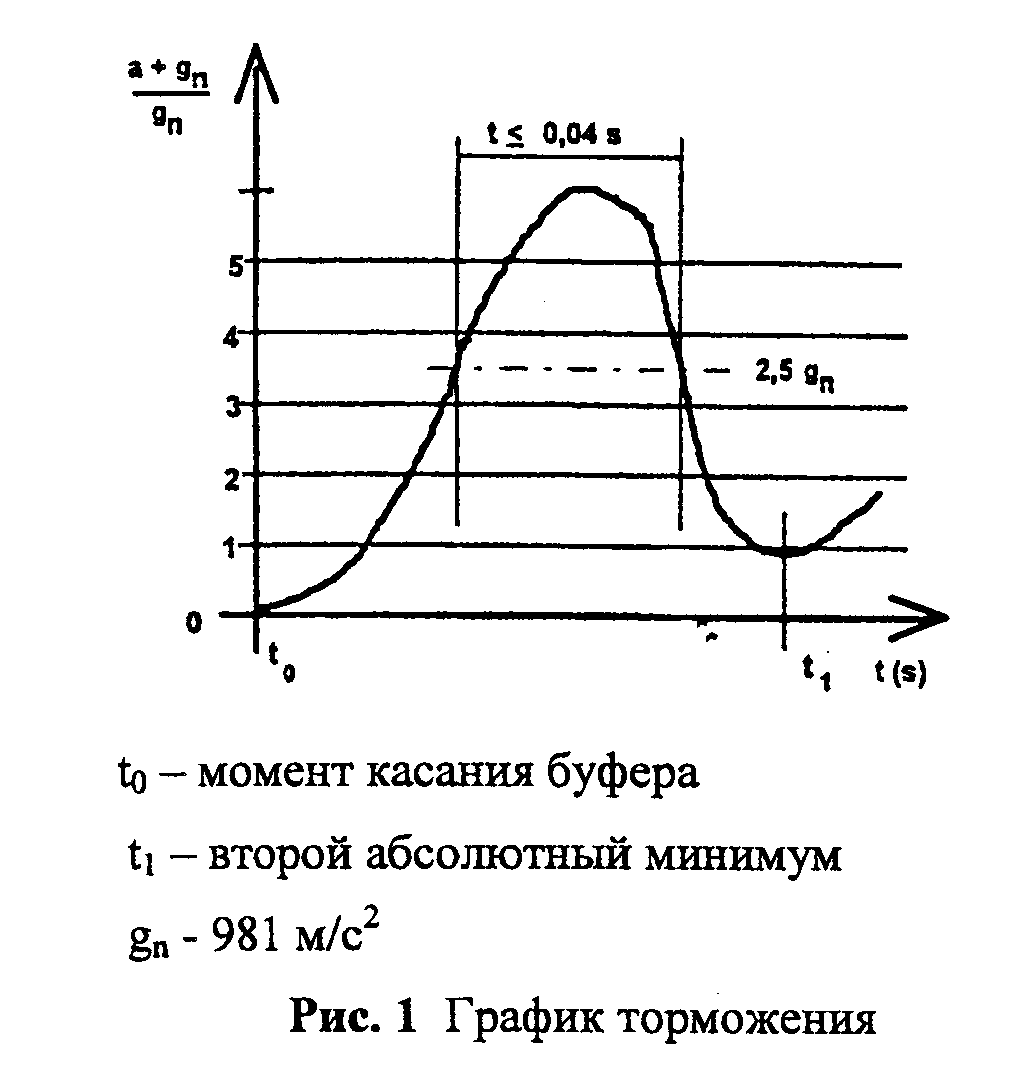 a + gn
gn
t ≤ 0,04 s
5
4
2,5 gn
3
2
1
0
t0
t1
t (s)
t0 – момент касания буфера
t1 – второй абсолютный минимум
gn - 981 м/с²
Рис. 1 График торможения